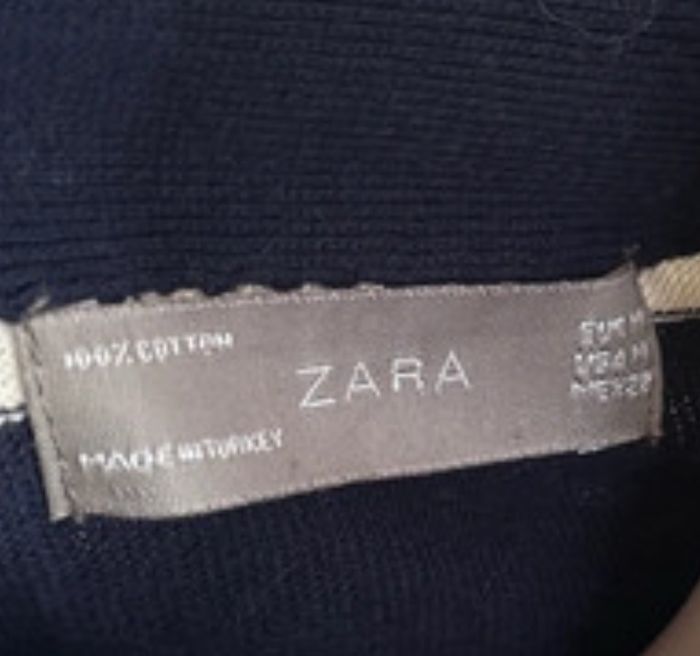 100% COTTON
ZARA
MADE IN TURKEY
EUR M
USA M
MEX